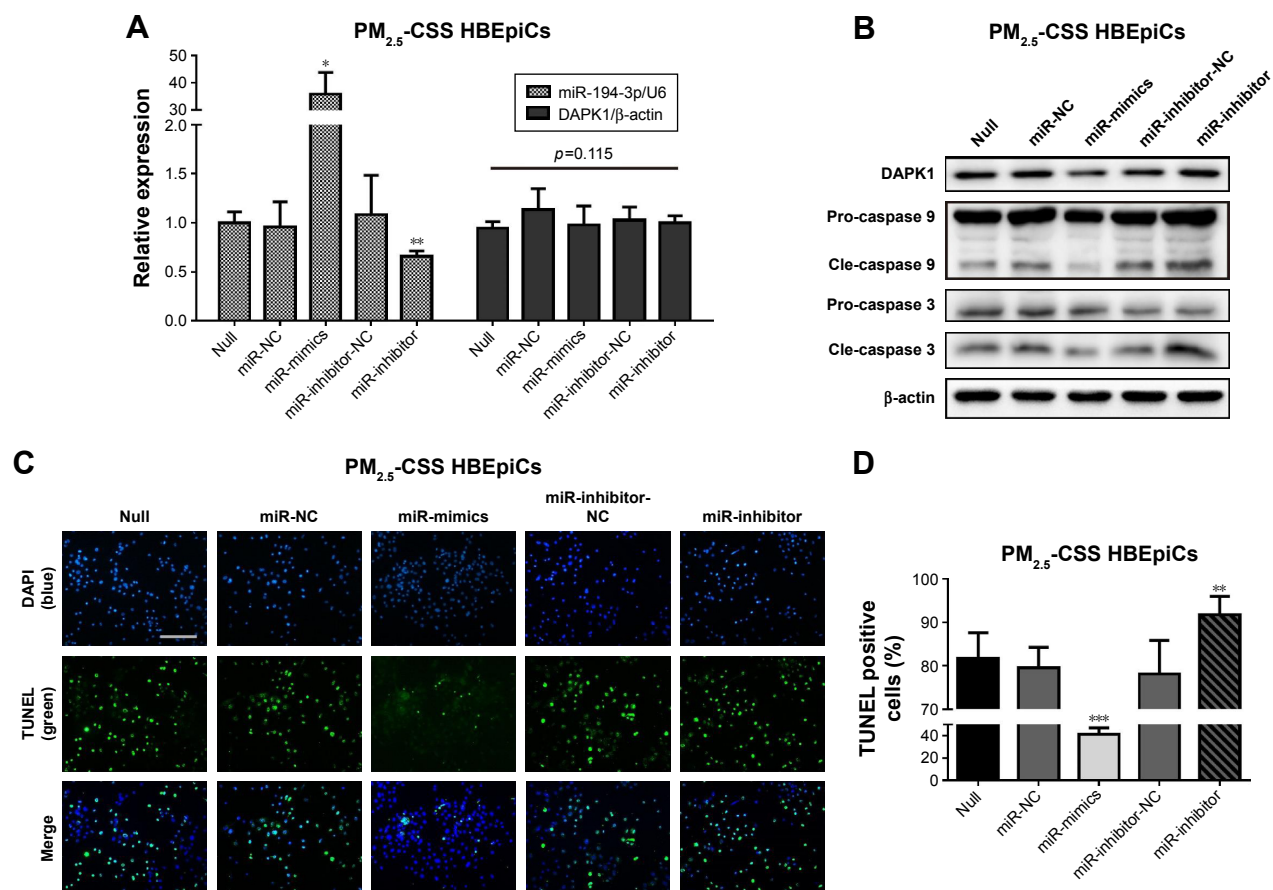 A
PM2.5-CSS HBEpiCs
Relative expression
50
40
30
20
10
2.0
1.5
1.0
0.5
0.0
*
**
miR-194-3p/U6
DAPK1/β-actin
p=0.115
Null
miR-NC
miR-mimics
miR-inhibitor-NC
miR-inhibitor
Null
miR-NC
miR-mimics
miR-inhibitor-NC
miR-inhibitor
B
PM2.5-CSS HBEpiCs
Null
miR-NC
miR-mimics
miR-inhibitor-NC
miR-inhibitor
DAPK1
Pro-caspase 9
Cle-caspase 9
Pro-caspase 3
Cle-caspase 3
β-actin
C
PM2.5-CSS HBEpiCs
Null
miR-NC
miR-mimics
miR-inhibitor-
NC
miR-inhibitor
DAPI
(blue)
TUNEL
(green)
Merge
D
PM2.5-CSS HBEpiCs
TUNEL positive
cells (%)
100
90
80
70
40
20
0
***
**
Null
miR-NC
miR-mimics
miR-inhibitor-NC
miR-inhibitor